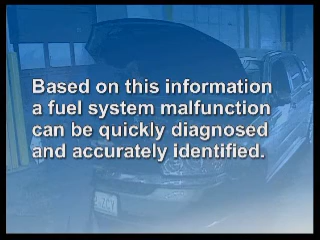 Based on this information
a fuel system malfunction
can be quickly diagnosed
and accurately identified.